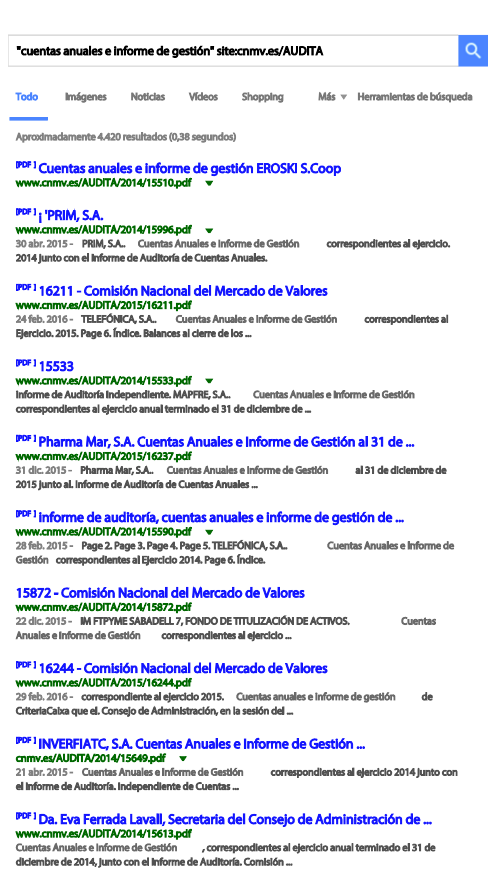 "cuentas anuales e informe de gestión" site:cnmv.es/AUDITA
Todo Imágenes Noticias Vídeos Shopping Más Herramientas de búsqueda
Aproximadamente 4.420 resultados (0,38 segundos)
[PDF ] Cuentas anuales e informe de gestión EROSKI S.Coop
www.cnmv.es/AUDITA/2014/15510.pdf
[PDF ] ¡ 'PRIM, S.A.
www.cnmv.es/AUDITA/2014/15996.pdf
30 abr. 2015 - PRIM, S.A.. Cuentas Anuales e Informe de Gestión correspondientes al ejercicio.
2014 junto con el Informe de Auditoría de Cuentas Anuales.
[PDF ] 16211 - Comisión Nacional del Mercado de Valores
www.cnmv.es/AUDITA/2015/16211.pdf
24 feb. 2016 - TELEFÓNICA, S.A.. Cuentas Anuales e Informe de Gestión correspondientes al
Ejercicio. 2015. Page 6. Índice. Balances al cierre de los ...
[PDF ] 15533
www.cnmv.es/AUDITA/2014/15533.pdf
Informe de Auditoría Independiente. MAPFRE, S.A.. Cuentas Anuales e Informe de Gestión
correspondientes al ejercicio anual terminado el 31 de diciembre de ...
[PDF ] Pharma Mar, S.A. Cuentas Anuales e Informe de Gestión al 31 de ...
www.cnmv.es/AUDITA/2015/16237.pdf
31 dic. 2015 - Pharma Mar, S.A.. Cuentas Anuales e Informe de Gestión al 31 de diciembre de
2015 junto al. Informe de Auditoría de Cuentas Anuales ...
[PDF ] informe de auditoría, cuentas anuales e informe de gestión de ...
www.cnmv.es/AUDITA/2014/15590.pdf
28 feb. 2015 - Page 2. Page 3. Page 4. Page 5. TELEFÓNICA, S.A.. Cuentas Anuales e Informe de
Gestión correspondientes al Ejercicio 2014. Page 6. Índice.
15872 - Comisión Nacional del Mercado de Valores
www.cnmv.es/AUDITA/2014/15872.pdf
22 dic. 2015 - IM FTPYME SABADELL 7, FONDO DE TITULIZACIÓN DE ACTIVOS. Cuentas
Anuales e Informe de Gestión correspondientes al ejercicio ...
[PDF ] 16244 - Comisión Nacional del Mercado de Valores
www.cnmv.es/AUDITA/2015/16244.pdf
29 feb. 2016 - correspondiente al ejercicio 2015. Cuentas anuales e informe de gestión de
CriteriaCaixa que el. Consejo de Administración, en la sesión del ...
[PDF ] INVERFIATC, S.A. Cuentas Anuales e Informe de Gestión ...
cnmv.es/AUDITA/2014/15649.pdf
21 abr. 2015 - Cuentas Anuales e Informe de Gestión correspondientes al ejercicio 2014 junto con
el Informe de Auditoría. Independiente de Cuentas ...
[PDF ] Da. Eva Ferrada Lavall, Secretaria del Consejo de Administración de ...
www.cnmv.es/AUDITA/2014/15613.pdf
Cuentas Anuales e Informe de Gestión , correspondientes al ejercicio anual terminado el 31 de
diciembre de 2014, junto con el Informe de Auditoría. Comisión ...